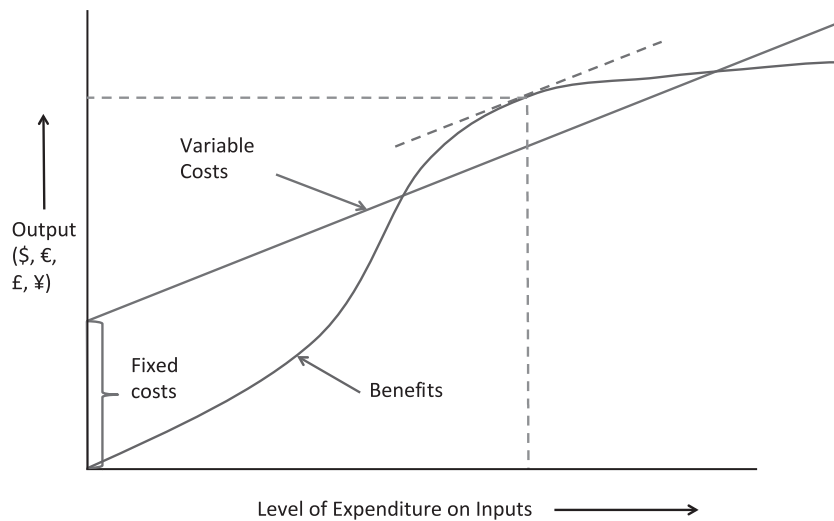 Variable
Costs
Output
($, €,
£, ¥)
Fixed
costs
Benefits
Level of Expenditure on Inputs